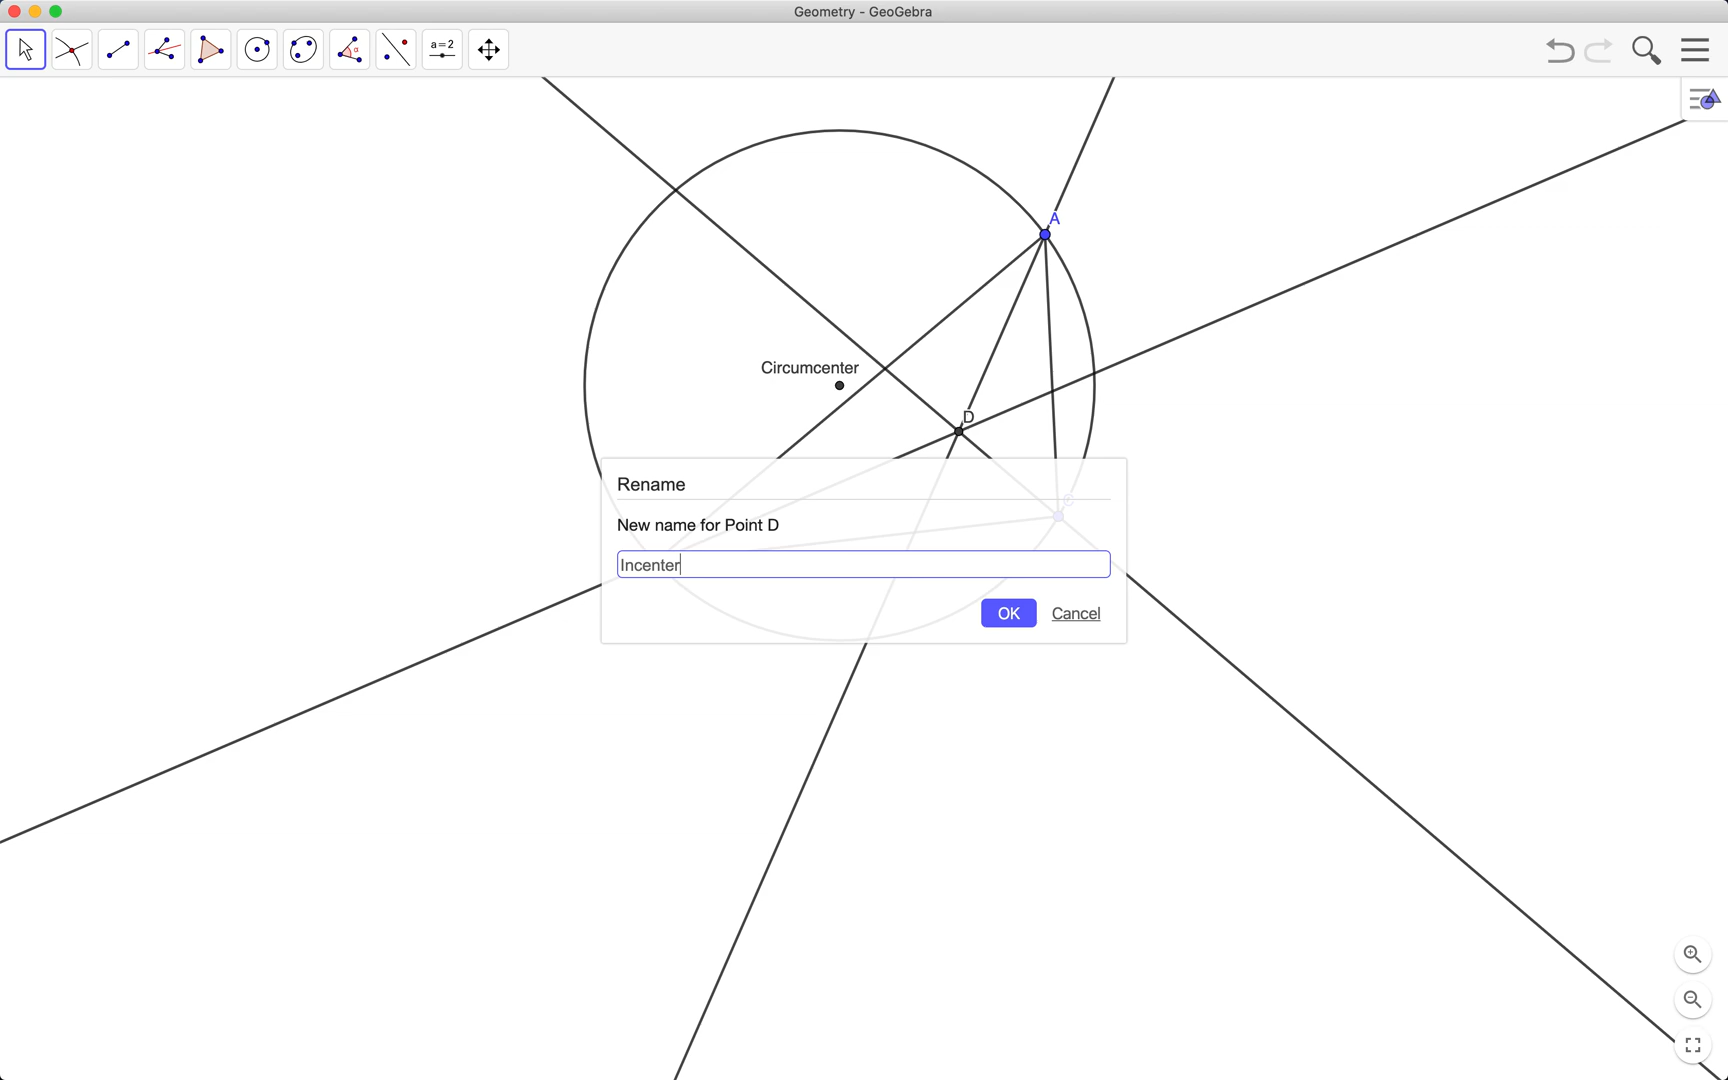 Geometry - GeoGebra
α
a=2
A
Circumcenter
D
Rename
C
New name for Point D
Incenter
OK Cancel